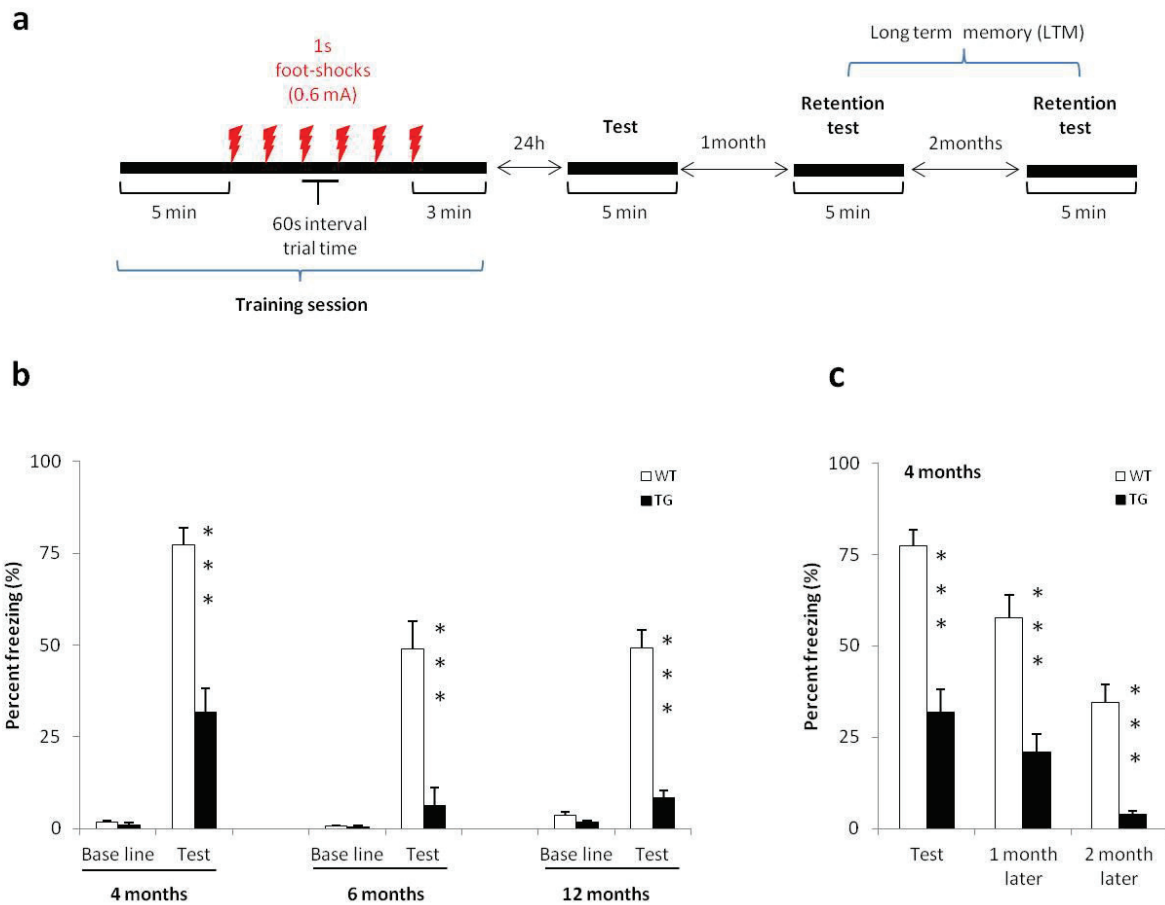 a
1s
foot-shocks
(0.6 mA)
Long term memory (LTM)
Test
Retention
test
Retention
test
24h
1month
2months
5 min
60s interval
trial time
3 min
5 min
5 min
5 min
Training session
b
100
75
50
25
0
Percent freezing (%)
WT
TG
* * *
* * *
* * *
Base line Test Base line Test Base line Test
4 months 6 months 12 months
c
100
75
50
25
0
Percent freezing (%)
4 months
WT
TG
* * *
* * *
* * *
Test 1 month 2 month
later later